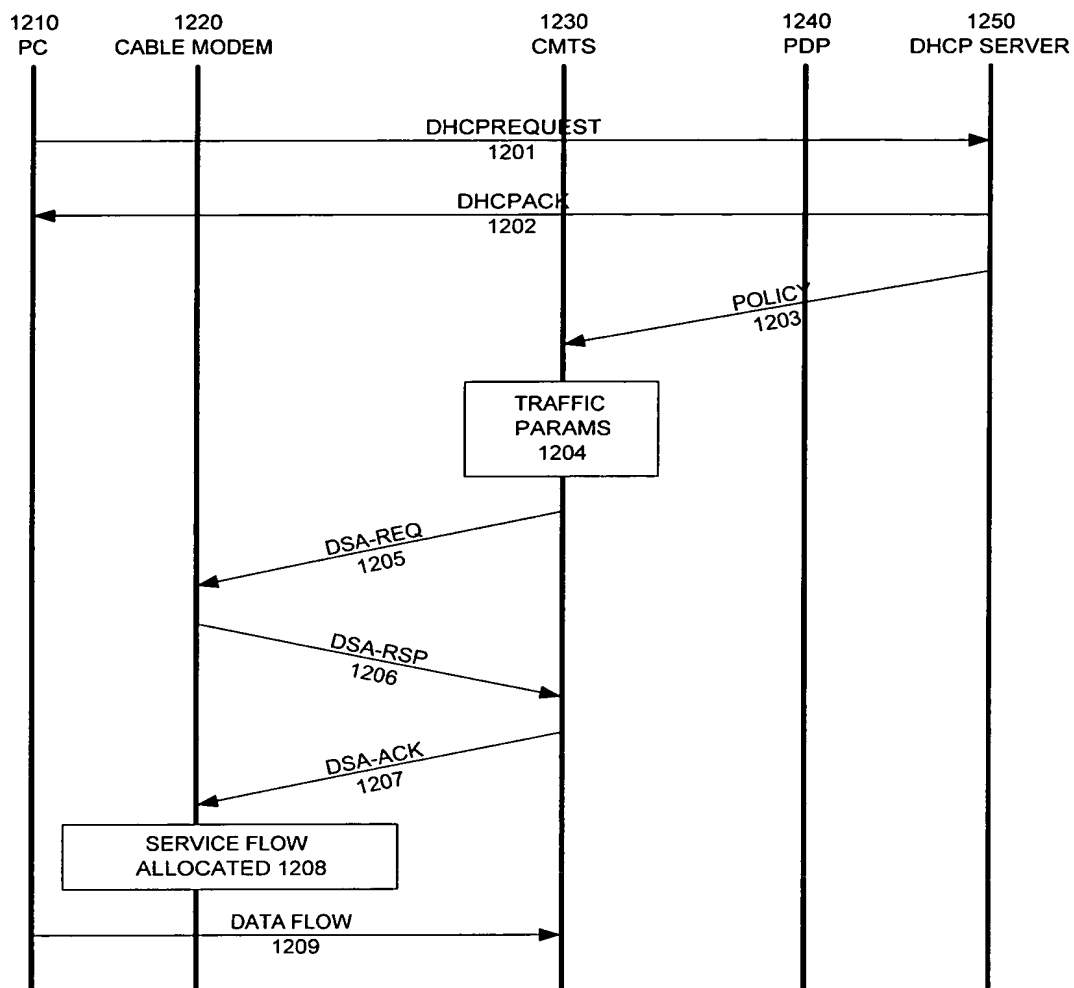 1210
PC
1220
CABLE MODEM
1230
CMTS
1240
PDP
1250
DHCP SERVER
DHCPREQUEST
1201
DHCPACK
1202
POLICY
1203
TRAFFIC
PARAMS
1204
DSA-REQ
1205
DSA-RSP
1206
DSA-ACK
1207
SERVICE FLOW
ALLOCATED 1208
DATA FLOW
1209